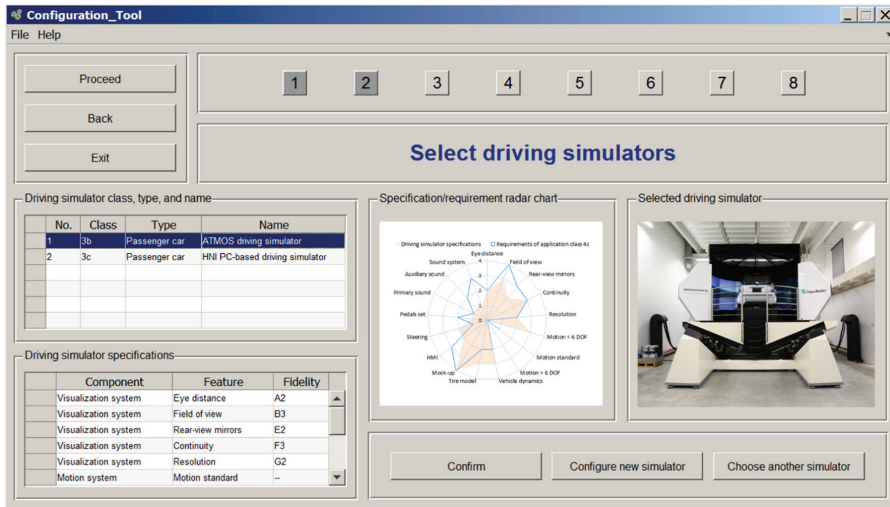 Configuration_Tool
File Help
Proceed
Back
Exit
1 2 3 4 5 6 7 8
Select driving simulators
Driving simulator class, type, and name
No. Class Type Name
1 3b Passenger car ATMOS driving simulator
2 3c Passenger car HNI PC-based driving simulator
Driving simulator specifications
Component Feature Fidelity
Visualization system Eye distance A2
Visualization system Field of view B3
Visualization system Rear-view mirrors E2
Visualization system Continuity F3
Visualization system Resolution G2
Motion system Motion standard --
Specification/requirement radar chart
Driving simulator specifications Requirements of application class 4c
Eye distance
Field of view
Rear-view mirrors
Continuity
Resolution
Motion < 6 DOF
Motion standard
Motion > 6 DOF
Vehicle dynamics
Tire model
Mock-up
HMI
Steering
Pedals set
Primary sound
Auxiliary sound
Sound system
4
3
2
1
0
Selected driving simulator
Confirm
Configure new simulator
Choose another simulator